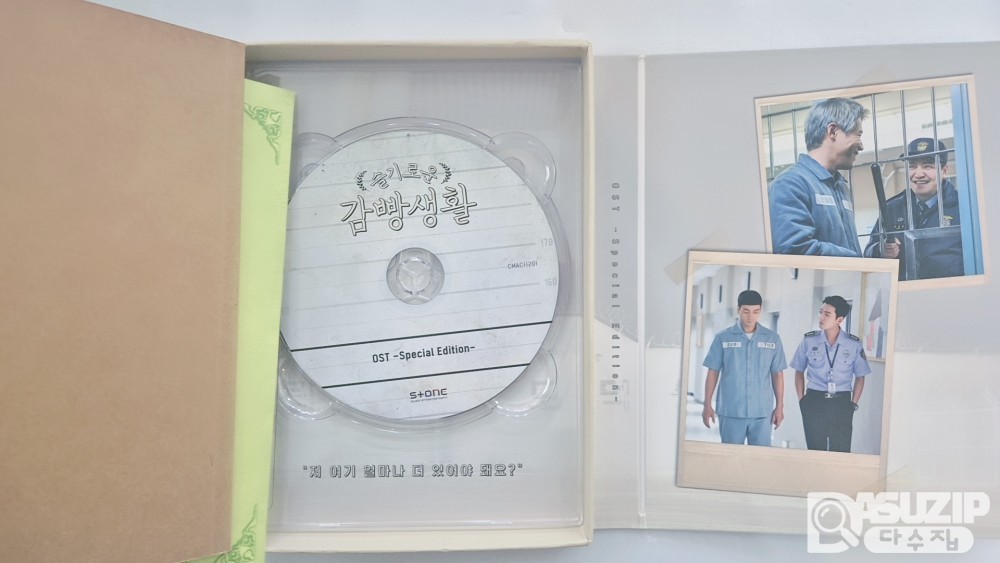 슬기로운
감빵생활
170
CMAC11201
160
OST -Special Edition-
STONE
"저 여기 얼마나 더 있어야 돼요?"
OST -Special Edition-
DASUZIP
다수집